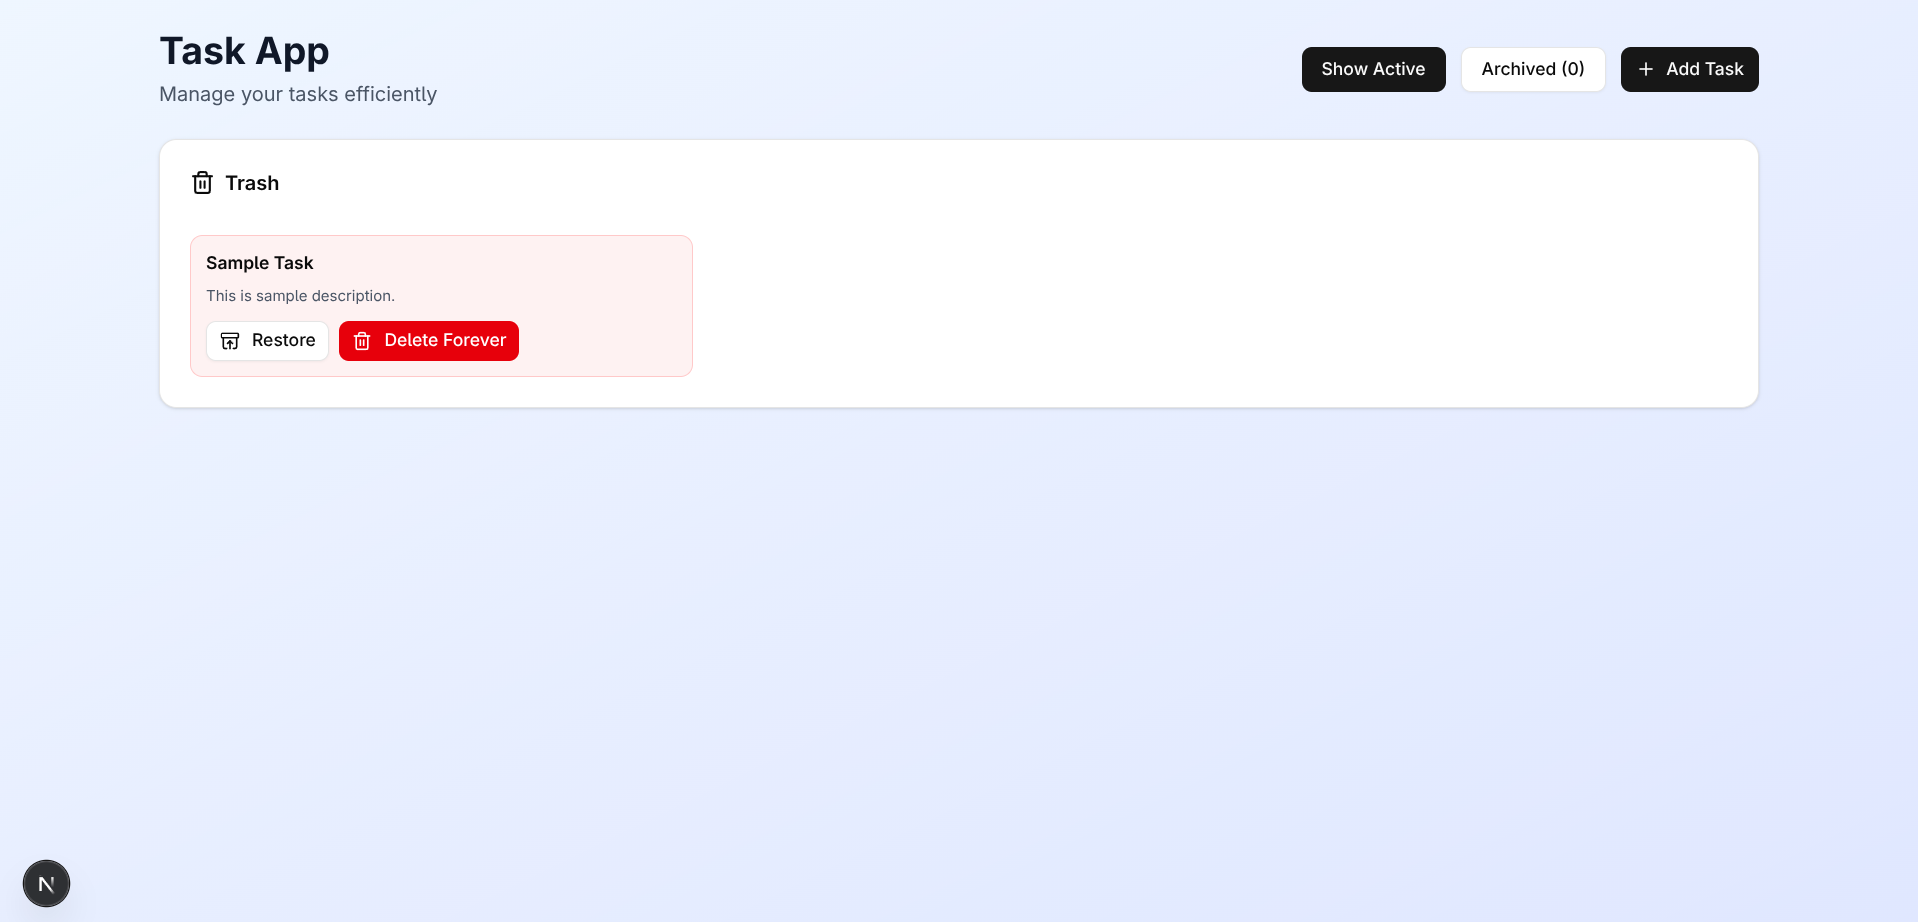 Task App
Manage your tasks efficiently
Show Active
Archived (0)
Add Task
Trash
Sample Task
This is sample description.
Restore
Delete Forever
N